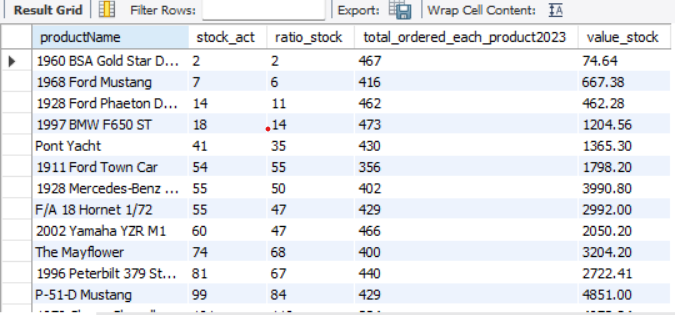 Result Grid Filter Rows: Export: Wrap Cell Content: IA
productName stock_act ratio_stock total_ordered_each_product2023 value_stock
1960 BSA Gold Star D... 2 2 467 74.64
1968 Ford Mustang 7 6 416 667.38
1928 Ford Phaeton D... 14 11 462 462.28
1997 BMW F650 ST 18 14 473 1204.56
Pont Yacht 41 35 430 1365.30
1911 Ford Town Car 54 55 356 1798.20
1928 Mercedes-Benz ... 55 50 402 3990.80
F/A 18 Hornet 1/72 55 47 429 2992.00
2002 Yamaha YZR M1 60 47 466 2050.20
The Mayflower 74 68 400 3204.20
1996 Peterbilt 379 St... 81 67 440 2722.41
P-51-D Mustang 99 84 429 4851.00